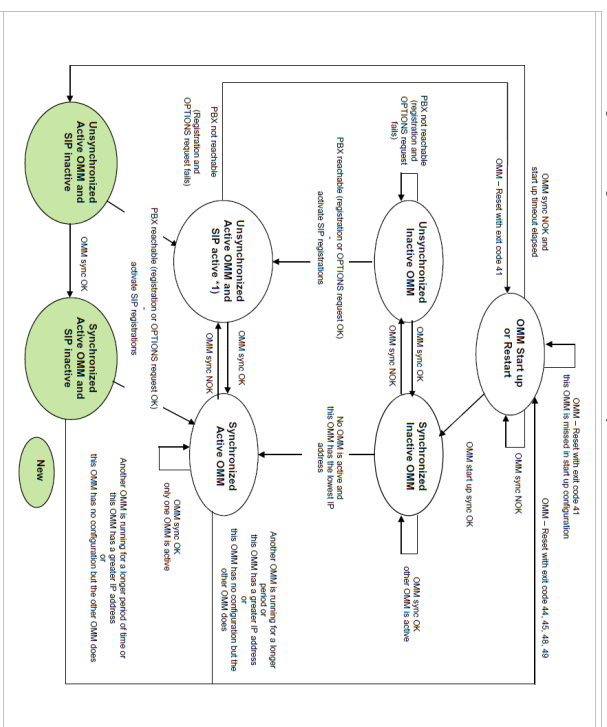 OMM – Reset with exit code 41
this OMM is missed in start up configuration
OMM sync NOK and
start up timeout elapsed
OMM – Reset with exit code 44, 45, 48, 49
OMM Start up
or Restart
OMM sync NOK
OMM – Reset with exit code 41
OMM start up sync OK
PBX not reachable
(registration and
OPTIONS request
fails)
Unsynchronized
Inactive OMM
OMM sync OK
OMM sync NOK
Synchronized
Inactive OMM
OMM sync OK
other OMM is active
PBX reachable (registration or OPTIONS request OK)
activate SIP registrations
No OMM is active and
this OMM has the lowest IP
address
PBX not reachable
(Registration and
OPTIONS request fails)
Unsynchronized
Active OMM and
SIP active *1)
OMM sync OK
OMM sync NOK
Synchronized
Active OMM
Another OMM is running for a longer
period or
this OMM has a greater IP address
or
this OMM has no configuration but the
other OMM does
OMM sync OK
only one OMM is active
PBX reachable (registration or OPTIONS request OK)
activate SIP registrations
Unsynchronized
Active OMM and
SIP inactive
OMM sync OK
Synchronized
Active OMM and
SIP inactive
Another OMM is running for a longer period of time or
this OMM has a greater IP address
or
this OMM has no configuration but the other OMM does
New